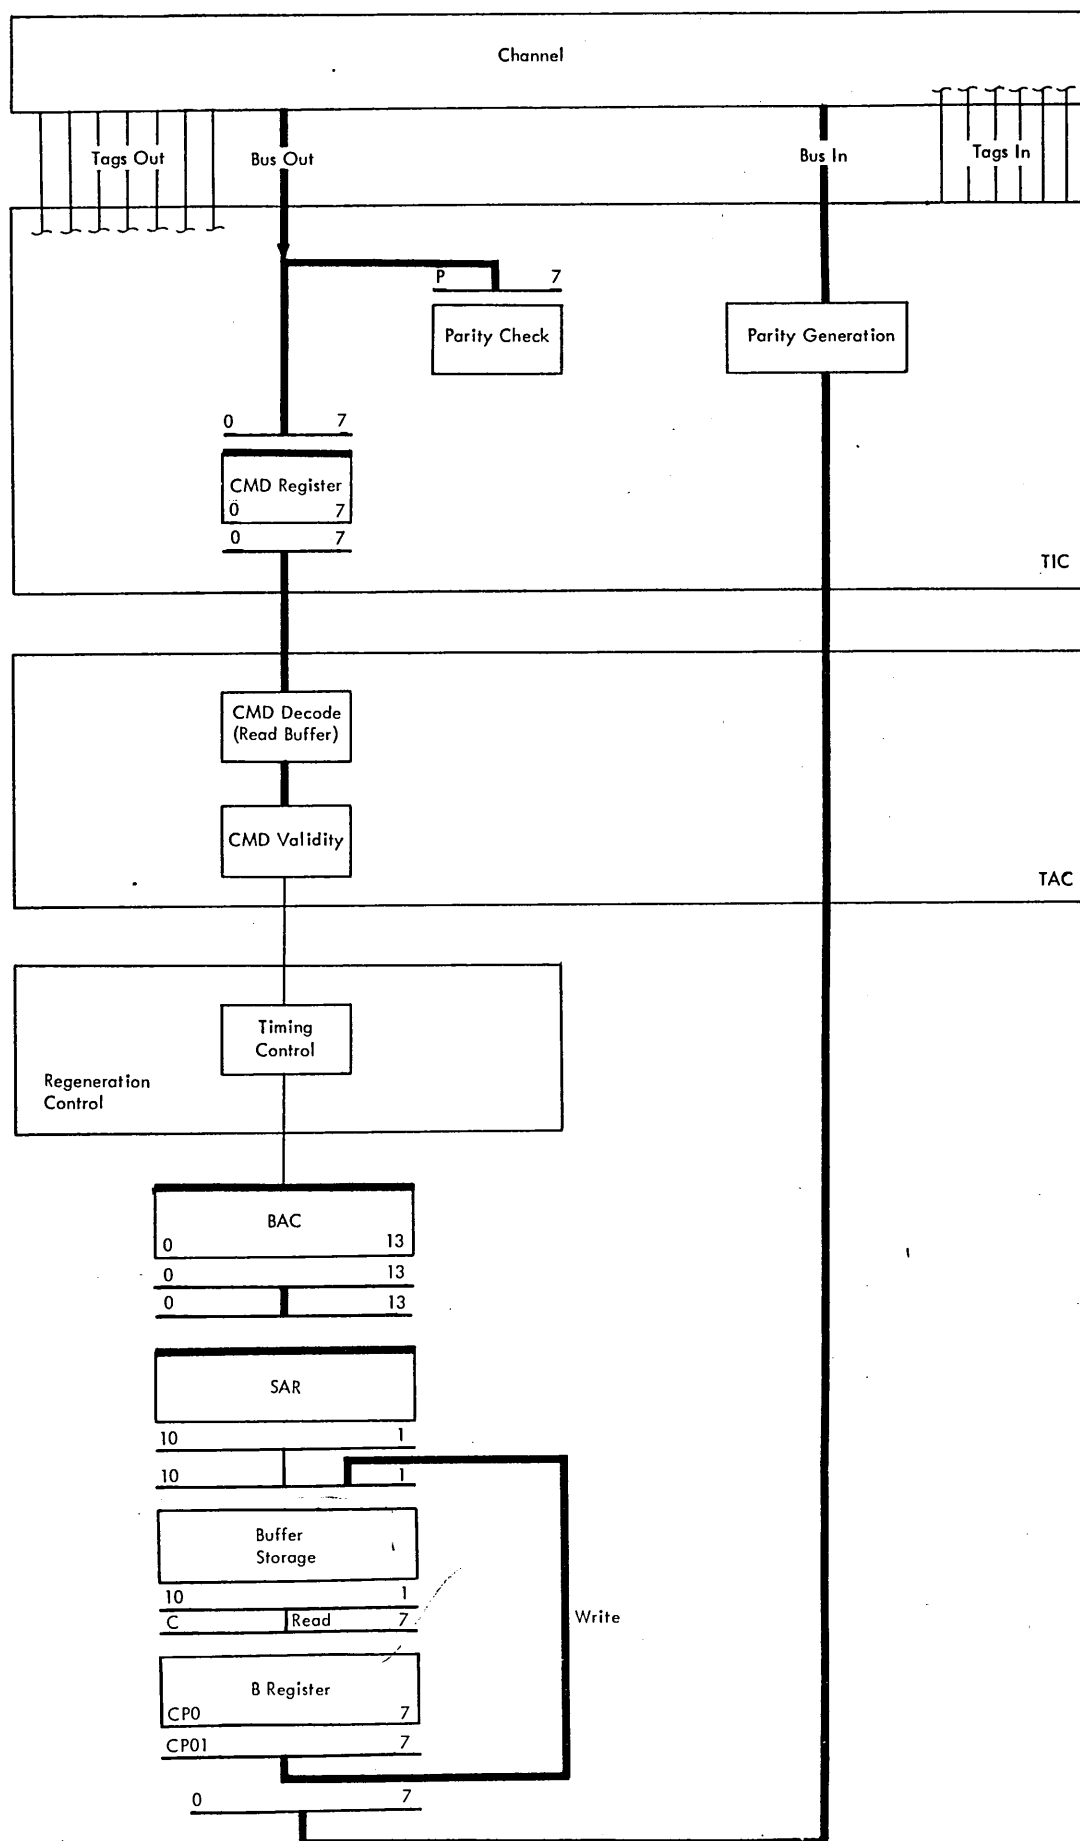 Channel
Tags Out
Bus Out
Bus In
Tags In
P 7
Parity Check
Parity Generation
0 7
CMD Register
0 7
0 7
TIC
CMD Decode
(Read Buffer)
CMD Validity
TAC
Timing
Control
Regeneration
Control
BAC
0 13
0 13
0 13
SAR
10 1
10 1
Buffer
Storage
10 1
C Read 7
Write
B Register
CP0 7
CP01 7
0 7